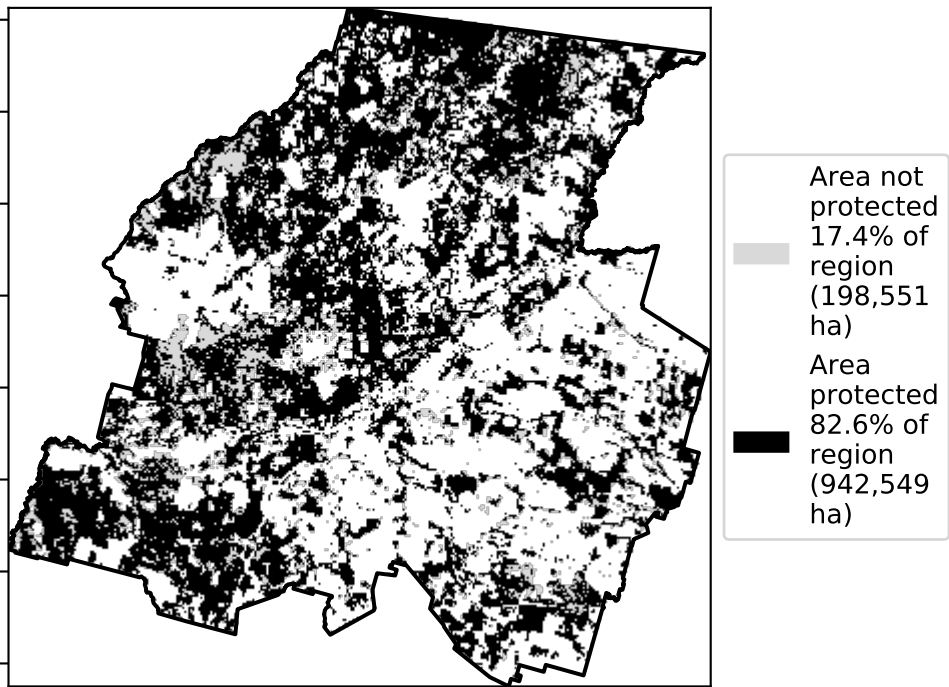 Area not
protected
17.4% of
region
(198,551
ha)
Area
protected
82.6% of
region
(942,549
ha)